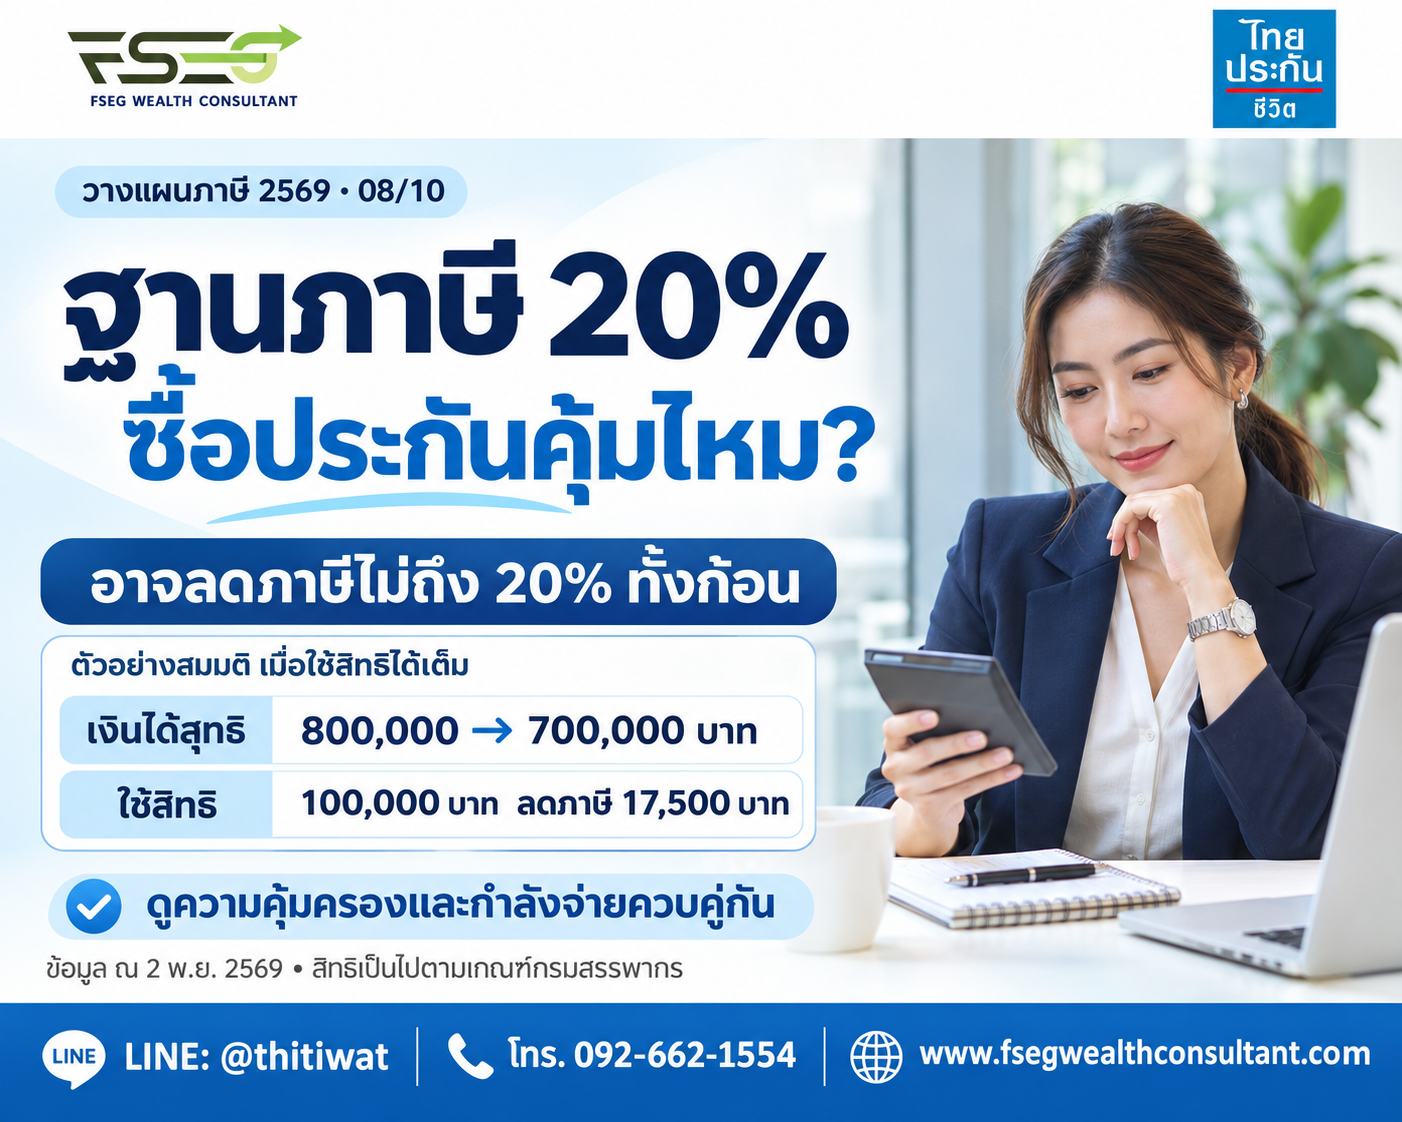 FSEG
FSEG WEALTH CONSULTANT
ไทย
ประกัน
ชีวิต
วางแผนภาษี 2569 • 08/10
ฐานภาษี 20%
ซื้อประกันคุ้มไหม?
อาจลดภาษีไม่ถึง 20% ทั้งก้อน
ตัวอย่างสมมติ เมื่อใช้สิทธิได้เต็ม
เงินได้สุทธิ 800,000 → 700,000 บาท
ใช้สิทธิ 100,000 บาท ลดภาษี 17,500 บาท
ดูความคุ้มครองและกำลังจ่ายควบคู่กัน
ข้อมูล ณ 2 พ.ย. 2569 • สิทธิเป็นไปตามเกณฑ์กรมสรรพากร
LINE LINE: @thitiwat โทร. 092-662-1554 www.fsegwealthconsultant.com